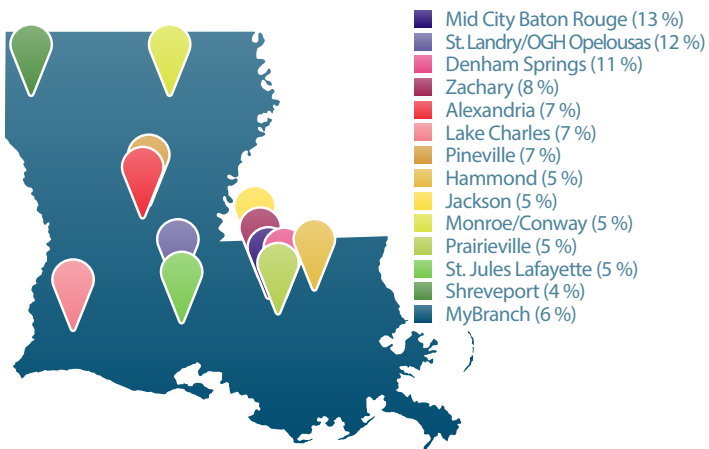 Mid City Baton Rouge (13 %)
St. Landry/OGH Opelousas (12 %)
Denham Springs (11 %)
Zachary (8 %)
Alexandria (7 %)
Lake Charles (7 %)
Pineville (7 %)
Hammond (5 %)
Jackson (5 %)
Monroe/Conway (5 %)
Prairieville (5 %)
St. Jules Lafayette (5 %)
Shreveport (4 %)
MyBranch (6 %)